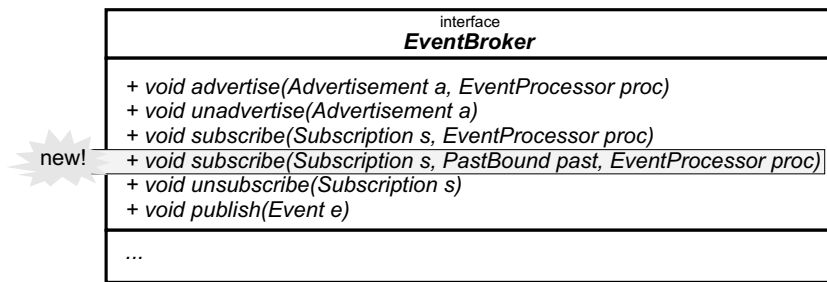 interface
EventBroker
+ void advertise(Advertisement a, EventProcessor proc)
+ void unadvertise(Advertisement a)
+ void subscribe(Subscription s, EventProcessor proc)
new!
+ void subscribe(Subscription s, PastBound past, EventProcessor proc)
+ void unsubscribe(Subscription s)
+ void publish(Event e)
...